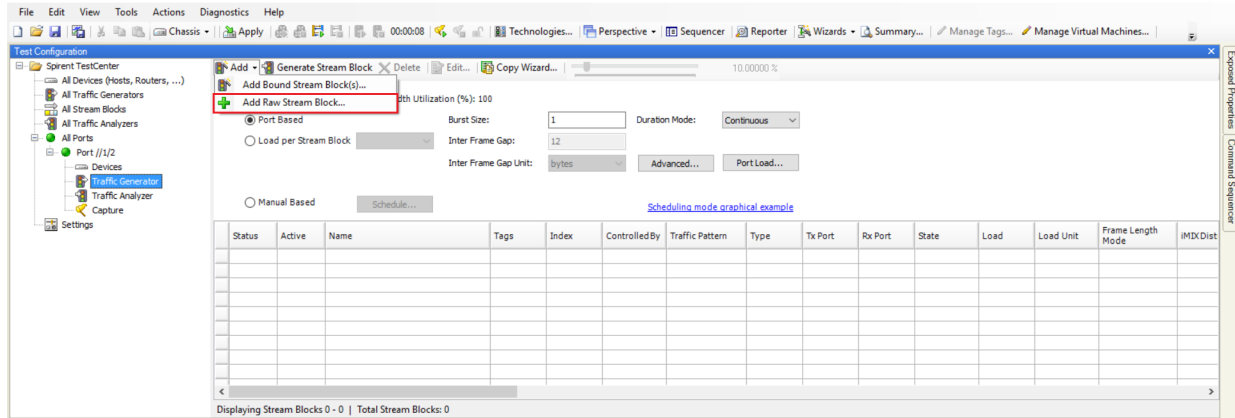 File Edit View Tools Actions Diagnostics Help
Chassis Apply 00:00:08 Technologies... Perspective Sequencer Reporter Wizards Summary... Manage Tags... Manage Virtual Machines...
Test Configuration
Spirent TestCenter
All Devices (Hosts, Routers, ...)
All Traffic Generators
All Stream Blocks
All Traffic Analyzers
All Ports
Port //1/2
Devices
Traffic Generator
Traffic Analyzer
Capture
Settings
Add Generate Stream Block Delete Edit... Copy Wizard... 10.00000 %
Add Bound Stream Block(s)...
Add Raw Stream Block...
dth Utilization (%): 100
Port Based Burst Size: 1 Duration Mode: Continuous
Load per Stream Block Inter Frame Gap: 12
Inter Frame Gap Unit: bytes Advanced... Port Load...
Manual Based Schedule... Scheduling mode graphical example
Status Active Name Tags Index ControlledBy Traffic Pattern Type Tx Port Rx Port State Load Load Unit Frame Length Mode iMIXDist
Displaying Stream Blocks 0 - 0 | Total Stream Blocks: 0
Exposed Properties
Command Sequencer